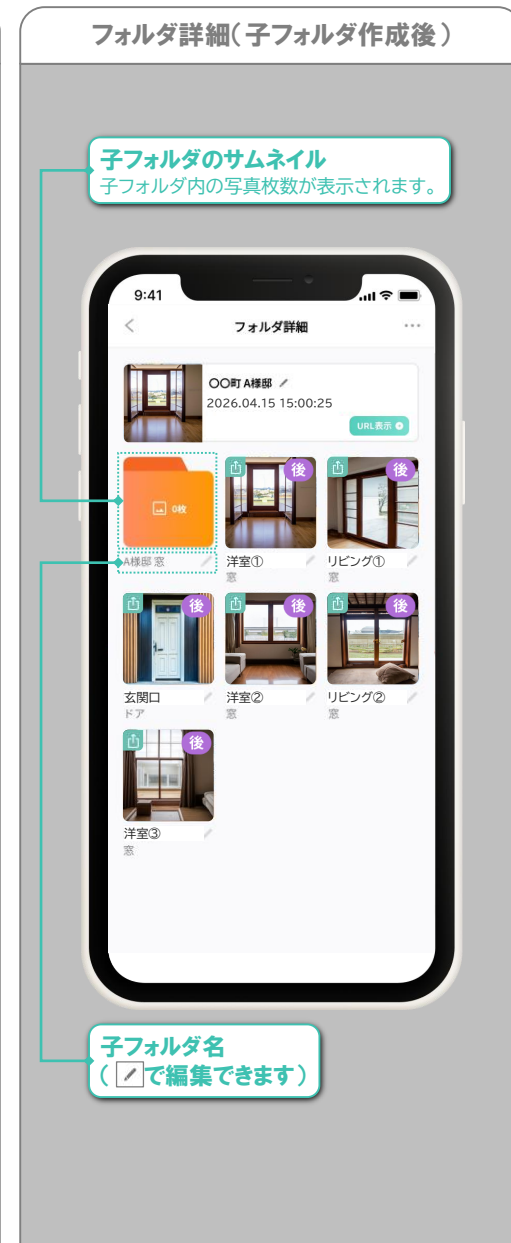 フォルダ詳細(子フォルダ作成後)
子フォルダのサムネイル
子フォルダ内の写真枚数が表示されます。
9:41
フォルダ詳細
〇〇町 A様邸
2026.04.15 15:00:25
URL表示
0枚
後
後
A様邸 窓
洋室①
窓
リビング①
窓
後
後
後
玄関口
ドア
洋室②
窓
リビング②
窓
後
洋室③
窓
子フォルダ名
( で編集できます)